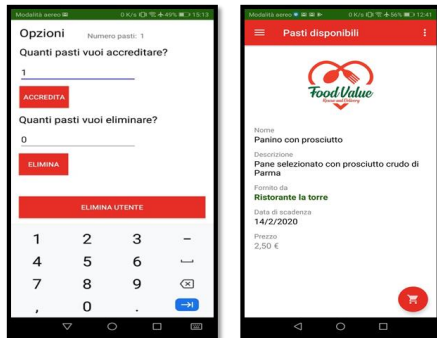 Modalità aereo
0 K/s
49%
15:13
Opzioni
Numero pasti: 1
Quanti pasti vuoi accreditare?
1
ACCREDITA
Quanti pasti vuoi eliminare?
0
ELIMINA
ELIMINA UTENTE
1 2 3 –
4 5 6
7 8 9
, 0 .
Modalità aereo
0 K/s
56%
12:41
Pasti disponibili
Food Value
Nome
Panino con prosciutto
Descrizione
Pane selezionato con prosciutto crudo di
Parma
Fornito da
Ristorante la torre
Data di scadenza
14/2/2020
Prezzo
2,50 €